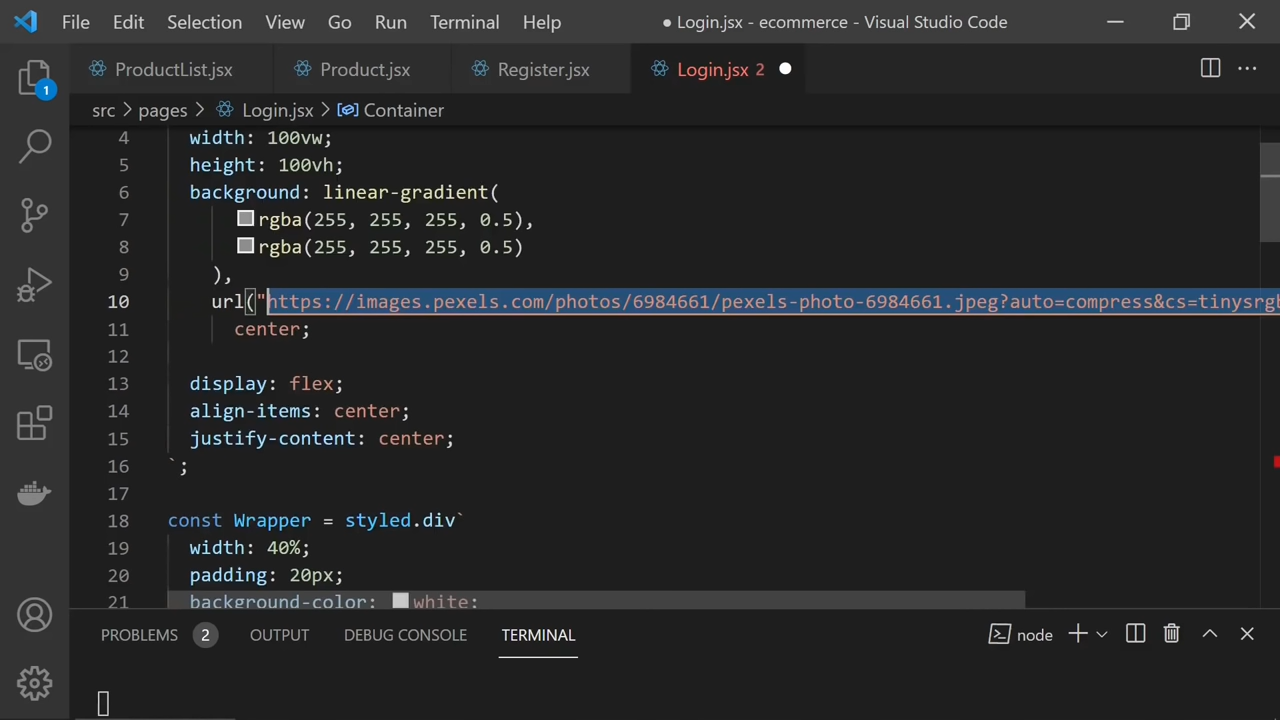 File Edit Selection View Go Run Terminal Help ● Login.jsx - ecommerce - Visual Studio Code
ProductList.jsx Product.jsx Register.jsx Login.jsx 2
1
src > pages > Login.jsx > Container
4 width: 100vw;
5 height: 100vh;
6 background: linear-gradient(
7 rgba(255, 255, 255, 0.5),
8 rgba(255, 255, 255, 0.5)
9 ),
10 url("https://images.pexels.com/photos/6984661/pexels-photo-6984661.jpeg?auto=compress&cs=tinysrgb
11 center;
12
13 display: flex;
14 align-items: center;
15 justify-content: center;
16 `;
17
18 const Wrapper = styled.div`
19 width: 40%;
20 padding: 20px;
21 background-color: white;
PROBLEMS 2 OUTPUT DEBUG CONSOLE TERMINAL node